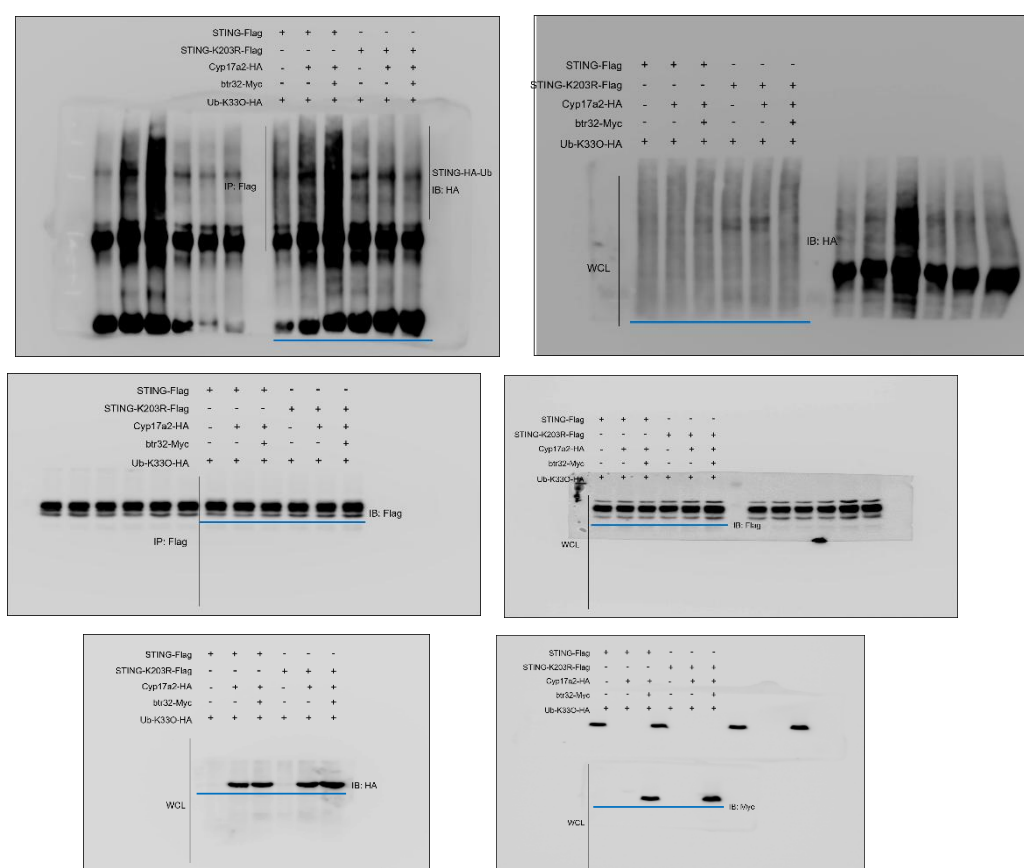 STING-Flag + + + - - -
STING-K203R-Flag - - - + + +
Cyp17a2-HA - + + - + +
btr32-Myc - - + - - +
Ub-K33O-HA + + + + + +
STING-HA-Ub
IP: Flag
IB: HA
STING-Flag + + + - - -
STING-K203R-Flag - - - + + +
Cyp17a2-HA - + + - + +
btr32-Myc - - + - - +
Ub-K33O-HA + + + + + +
IB: HA
WCL
STING-Flag + + + - - -
STING-K203R-Flag - - - + + +
Cyp17a2-HA - + + - + +
btr32-Myc - - + - - +
Ub-K33O-HA + + + + + +
IB: Flag
IP: Flag
STING-Flag + + + - - -
STING-K203R-Flag - - - + + +
Cyp17a2-HA - + + - + +
btr32-Myc - - + - - +
Ub-K33O-HA + + + + + +
IB: Flag
WCL
STING-Flag + + + - - -
STING-K203R-Flag - - - + + +
Cyp17a2-HA - + + - + +
btr32-Myc - - + - - +
Ub-K33O-HA + + + + + +
IB: HA
WCL
STING-Flag + + + - - -
STING-K203R-Flag - - - + + +
Cyp17a2-HA - + + - + +
btr32-Myc - - + - - +
Ub-K33O-HA + + + + + +
IB: Myc
WCL